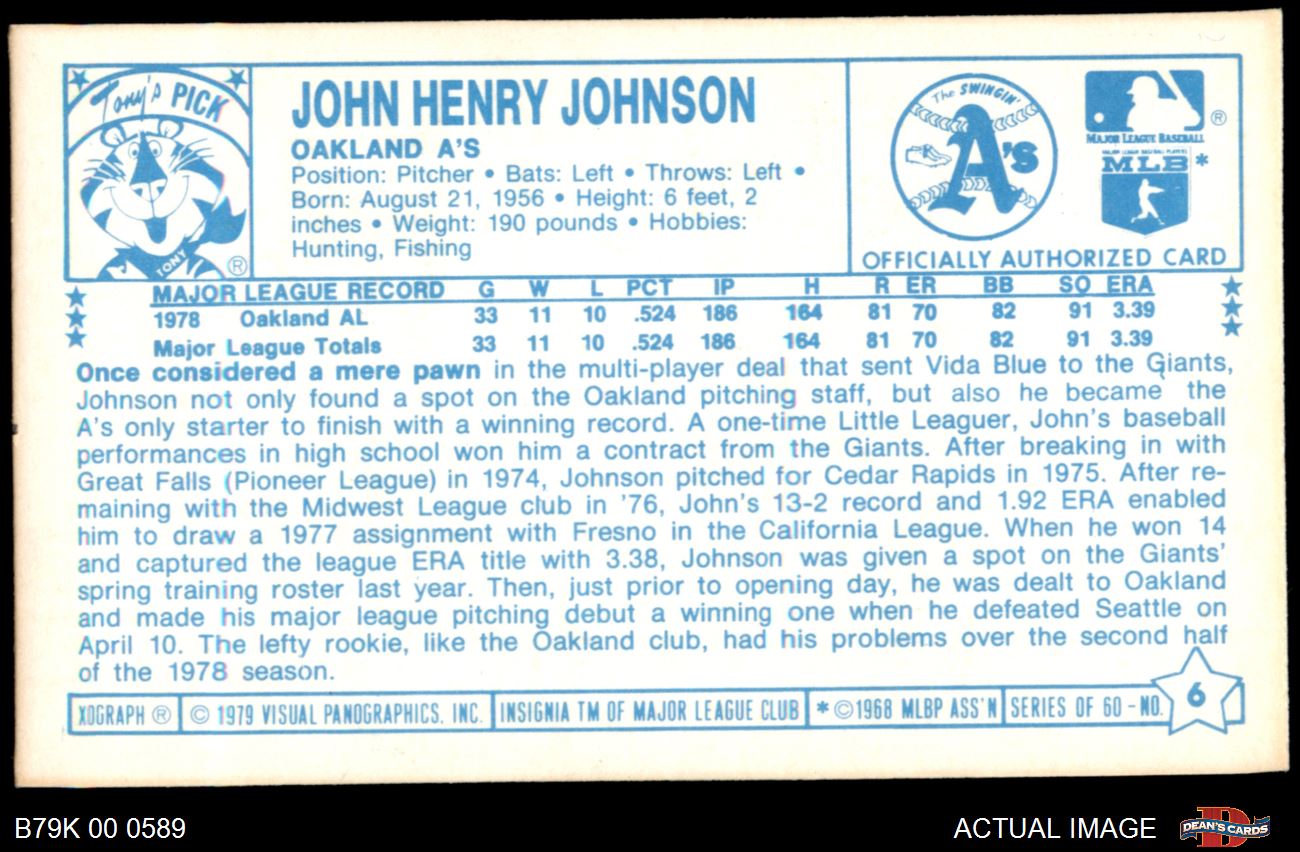 Tony's PICK
TONY ®
JOHN HENRY JOHNSON
OAKLAND A'S
Position: Pitcher • Bats: Left • Throws: Left •
Born: August 21, 1956 • Height: 6 feet, 2
inches • Weight: 190 pounds • Hobbies:
Hunting, Fishing
The SWINGIN'
A's
®
MAJOR LEAGUE BASEBALL
MAJOR LEAGUE BASEBALL PLAYERS
MLB *
OFFICIALLY AUTHORIZED CARD
MAJOR LEAGUE RECORD G W L PCT IP H R ER BB SO ERA
1978 Oakland AL 33 11 10 .524 186 164 81 70 82 91 3.39
Major League Totals 33 11 10 .524 186 164 81 70 82 91 3.39
Once considered a mere pawn in the multi-player deal that sent Vida Blue to the Giants,
Johnson not only found a spot on the Oakland pitching staff, but also he became the
A's only starter to finish with a winning record. A one-time Little Leaguer, John's baseball
performances in high school won him a contract from the Giants. After breaking in with
Great Falls (Pioneer League) in 1974, Johnson pitched for Cedar Rapids in 1975. After re-
maining with the Midwest League club in '76, John's 13-2 record and 1.92 ERA enabled
him to draw a 1977 assignment with Fresno in the California League. When he won 14
and captured the league ERA title with 3.38, Johnson was given a spot on the Giants'
spring training roster last year. Then, just prior to opening day, he was dealt to Oakland
and made his major league pitching debut a winning one when he defeated Seattle on
April 10. The lefty rookie, like the Oakland club, had his problems over the second half
of the 1978 season.
XOGRAPH ® © 1979 VISUAL PANOGRAPHICS, INC. INSIGNIA TM OF MAJOR LEAGUE CLUB *©1968 MLBP ASS'N SERIES OF 60 - NO. 6
B79K 00 0589
ACTUAL IMAGE
DEAN'S CARDS